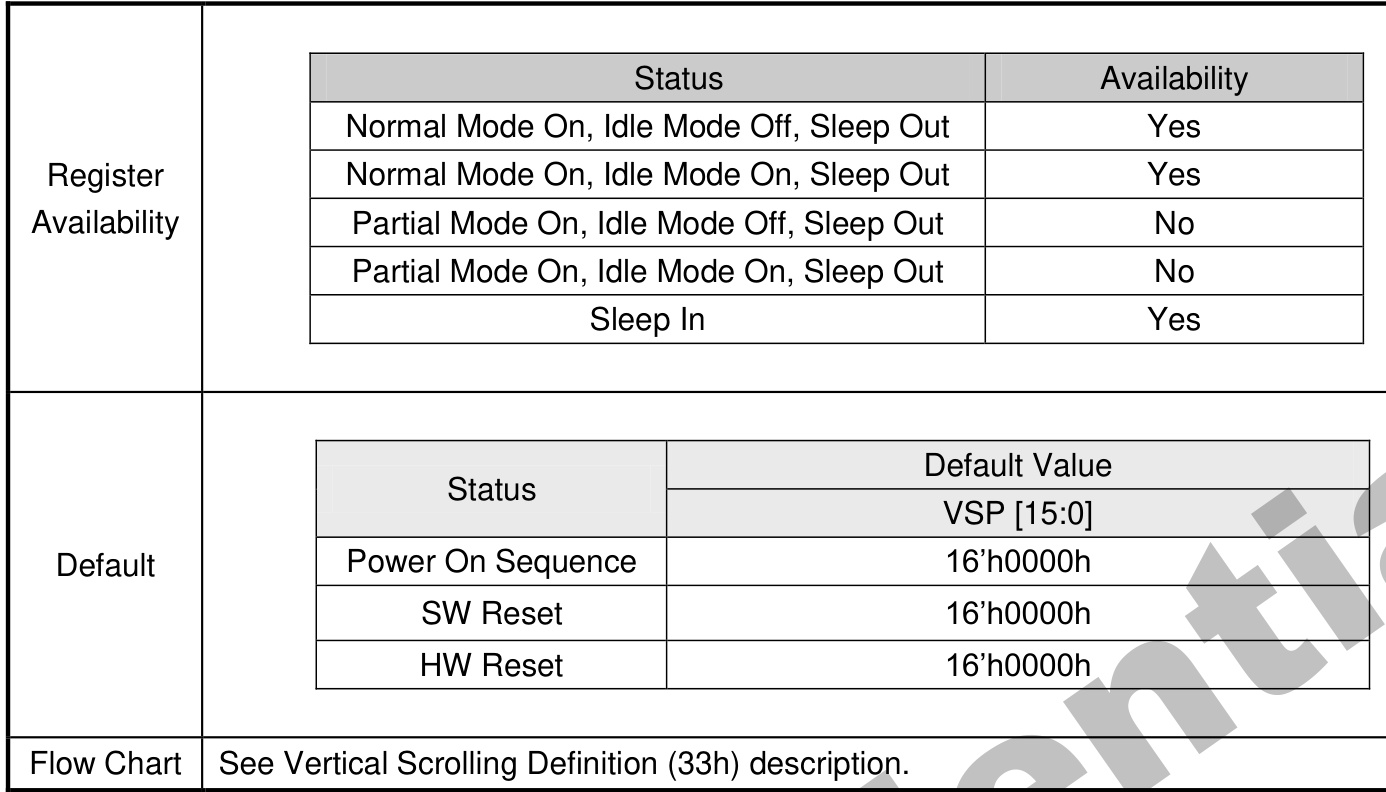 Register
Availability
Status Availability
Normal Mode On, Idle Mode Off, Sleep Out Yes
Normal Mode On, Idle Mode On, Sleep Out Yes
Partial Mode On, Idle Mode Off, Sleep Out No
Partial Mode On, Idle Mode On, Sleep Out No
Sleep In Yes
Default
Status
Default Value
VSP [15:0]
Power On Sequence 16’h0000h
SW Reset 16’h0000h
HW Reset 16’h0000h
Flow Chart See Vertical Scrolling Definition (33h) description.